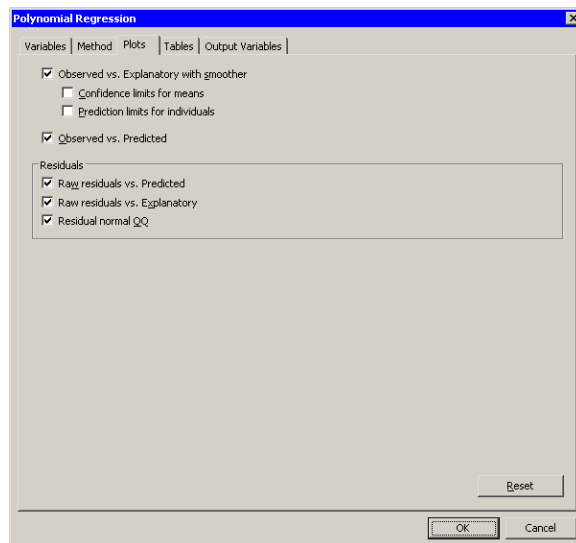 Polynomial Regression
Variables Method Plots Tables Output Variables
Observed vs. Explanatory with smoother
Confidence limits for means
Prediction limits for individuals
Observed vs. Predicted
Residuals
Raw residuals vs. Predicted
Raw residuals vs. Explanatory
Residual normal QQ
Reset
OK Cancel